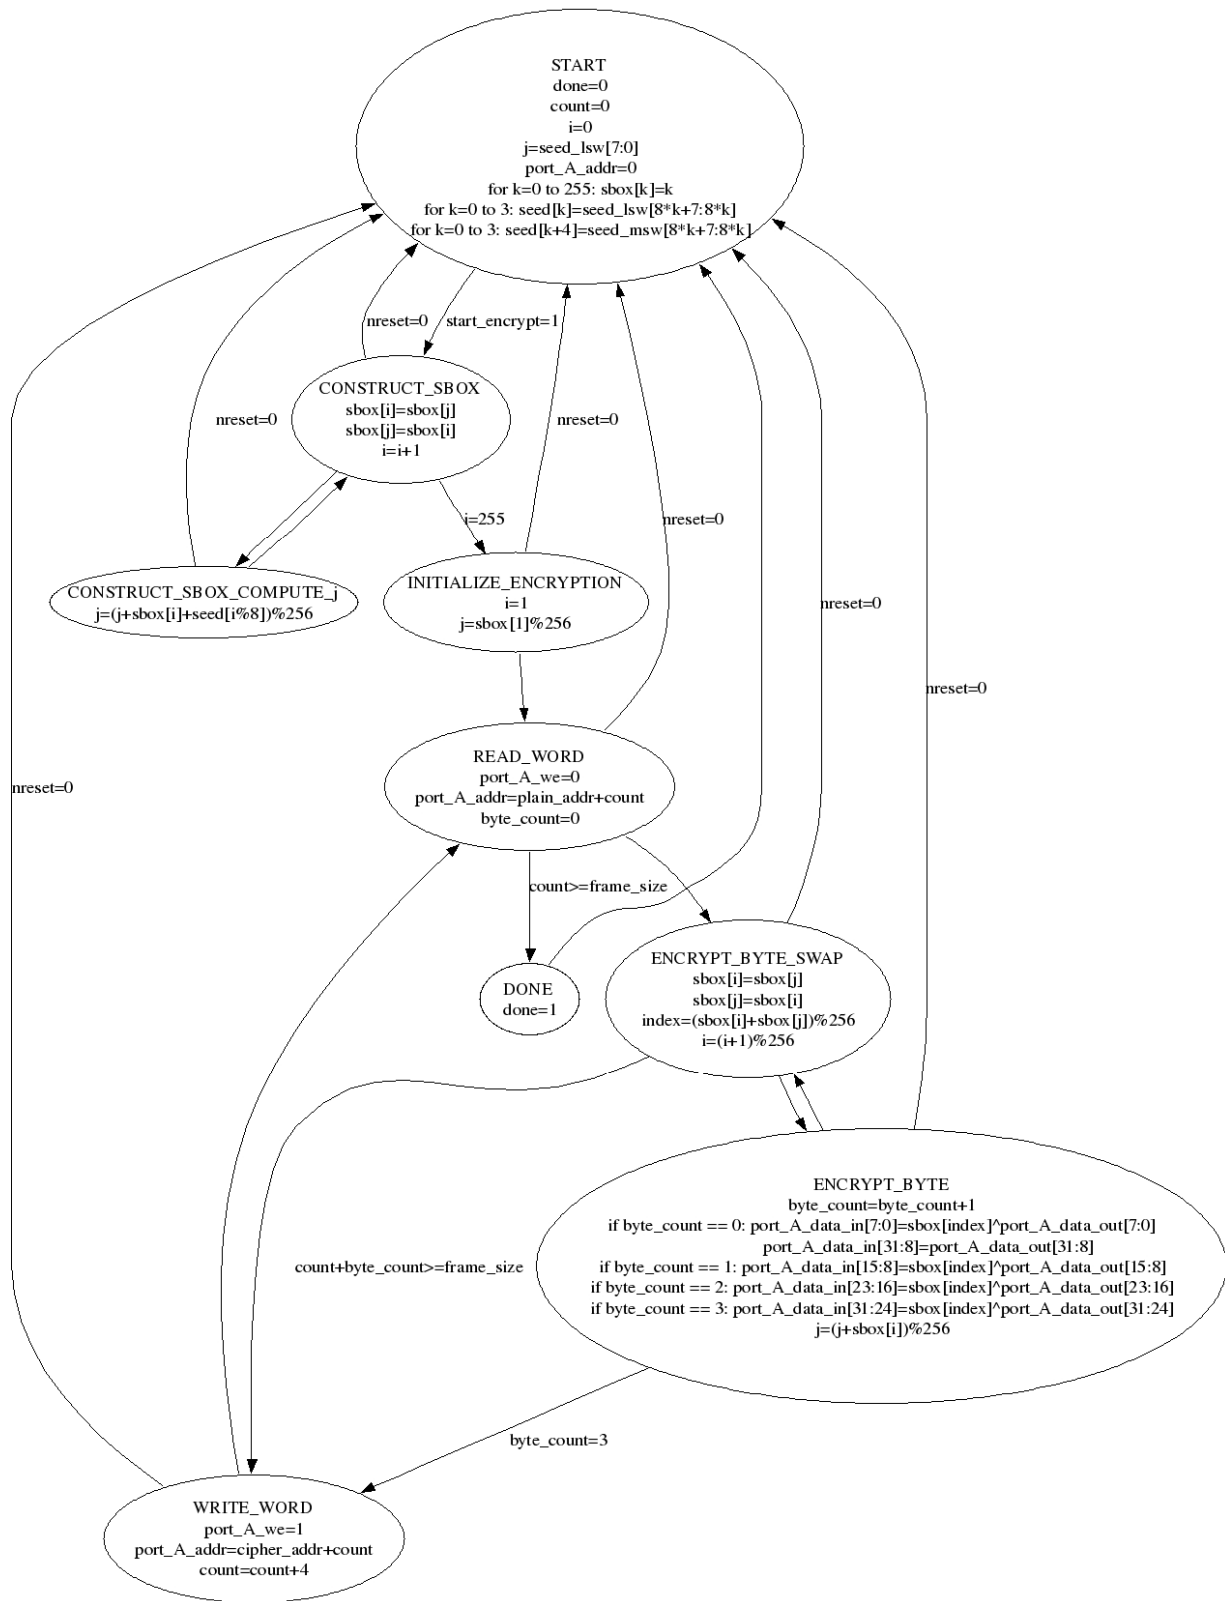 START
done=0
count=0
i=0
j=seed_lsw[7:0]
port_A_addr=0
for k=0 to 255: sbox[k]=k
for k=0 to 3: seed[k]=seed_lsw[8*k+7:8*k]
for k=0 to 3: seed[k+4]=seed_msw[8*k+7:8*k]
nreset=0
start_encrypt=1
CONSTRUCT_SBOX
sbox[i]=sbox[j]
sbox[j]=sbox[i]
i=i+1
nreset=0
nreset=0
i=255
nreset=0
CONSTRUCT_SBOX_COMPUTE_j
j=(j+sbox[i]+seed[i%8])%256
INITIALIZE_ENCRYPTION
i=1
j=sbox[1]%256
nreset=0
nreset=0
nreset=0
READ_WORD
port_A_we=0
port_A_addr=plain_addr+count
byte_count=0
count>=frame_size
DONE
done=1
ENCRYPT_BYTE_SWAP
sbox[i]=sbox[j]
sbox[j]=sbox[i]
index=(sbox[i]+sbox[j])%256
i=(i+1)%256
ENCRYPT_BYTE
byte_count=byte_count+1
if byte_count == 0: port_A_data_in[7:0]=sbox[index]^port_A_data_out[7:0]
port_A_data_in[31:8]=port_A_data_out[31:8]
if byte_count == 1: port_A_data_in[15:8]=sbox[index]^port_A_data_out[15:8]
if byte_count == 2: port_A_data_in[23:16]=sbox[index]^port_A_data_out[23:16]
if byte_count == 3: port_A_data_in[31:24]=sbox[index]^port_A_data_out[31:24]
j=(j+sbox[i])%256
count+byte_count>=frame_size
byte_count=3
WRITE_WORD
port_A_we=1
port_A_addr=cipher_addr+count
count=count+4